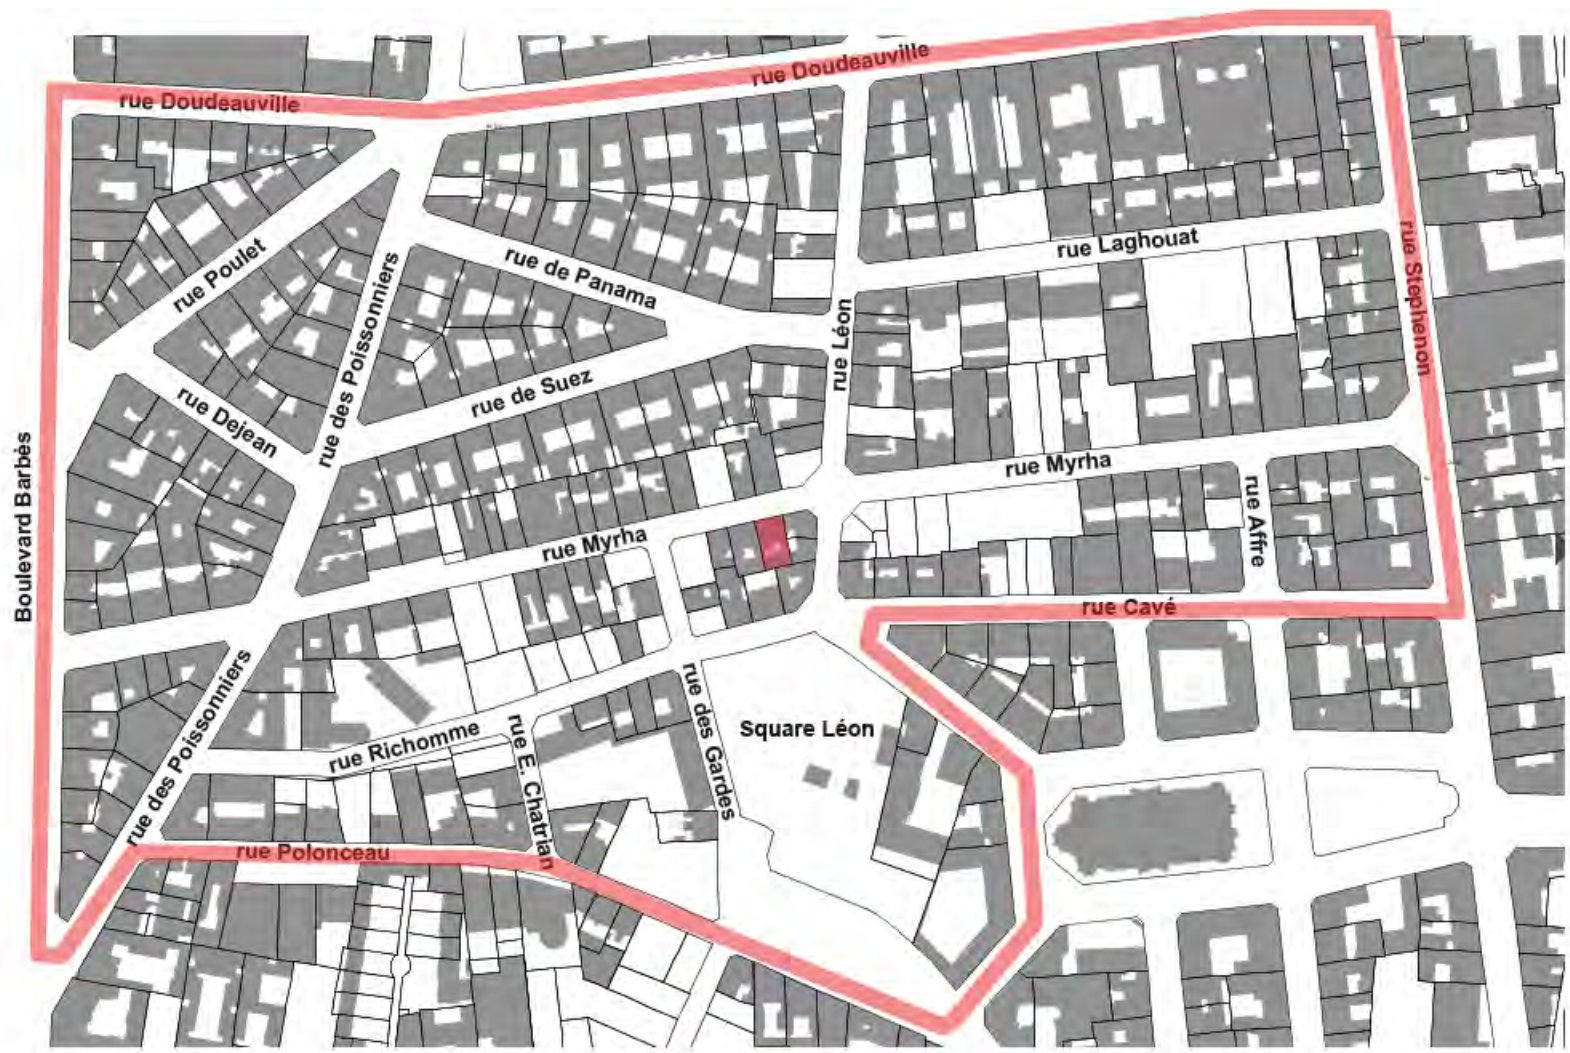 rue Doudeauville
rue Doudeauville
rue Poulet
rue de Panama
rue Laghouat
rue Stephenon
rue des Poissonniers
rue Léon
rue Dejean
rue de Suez
Boulevard Barbès
rue Myrha
rue Myrha
rue Affre
rue Cavé
rue des Poissonniers
rue Richomme
rue E. Chatrian
rue des Gardes
Square Léon
rue Polonceau